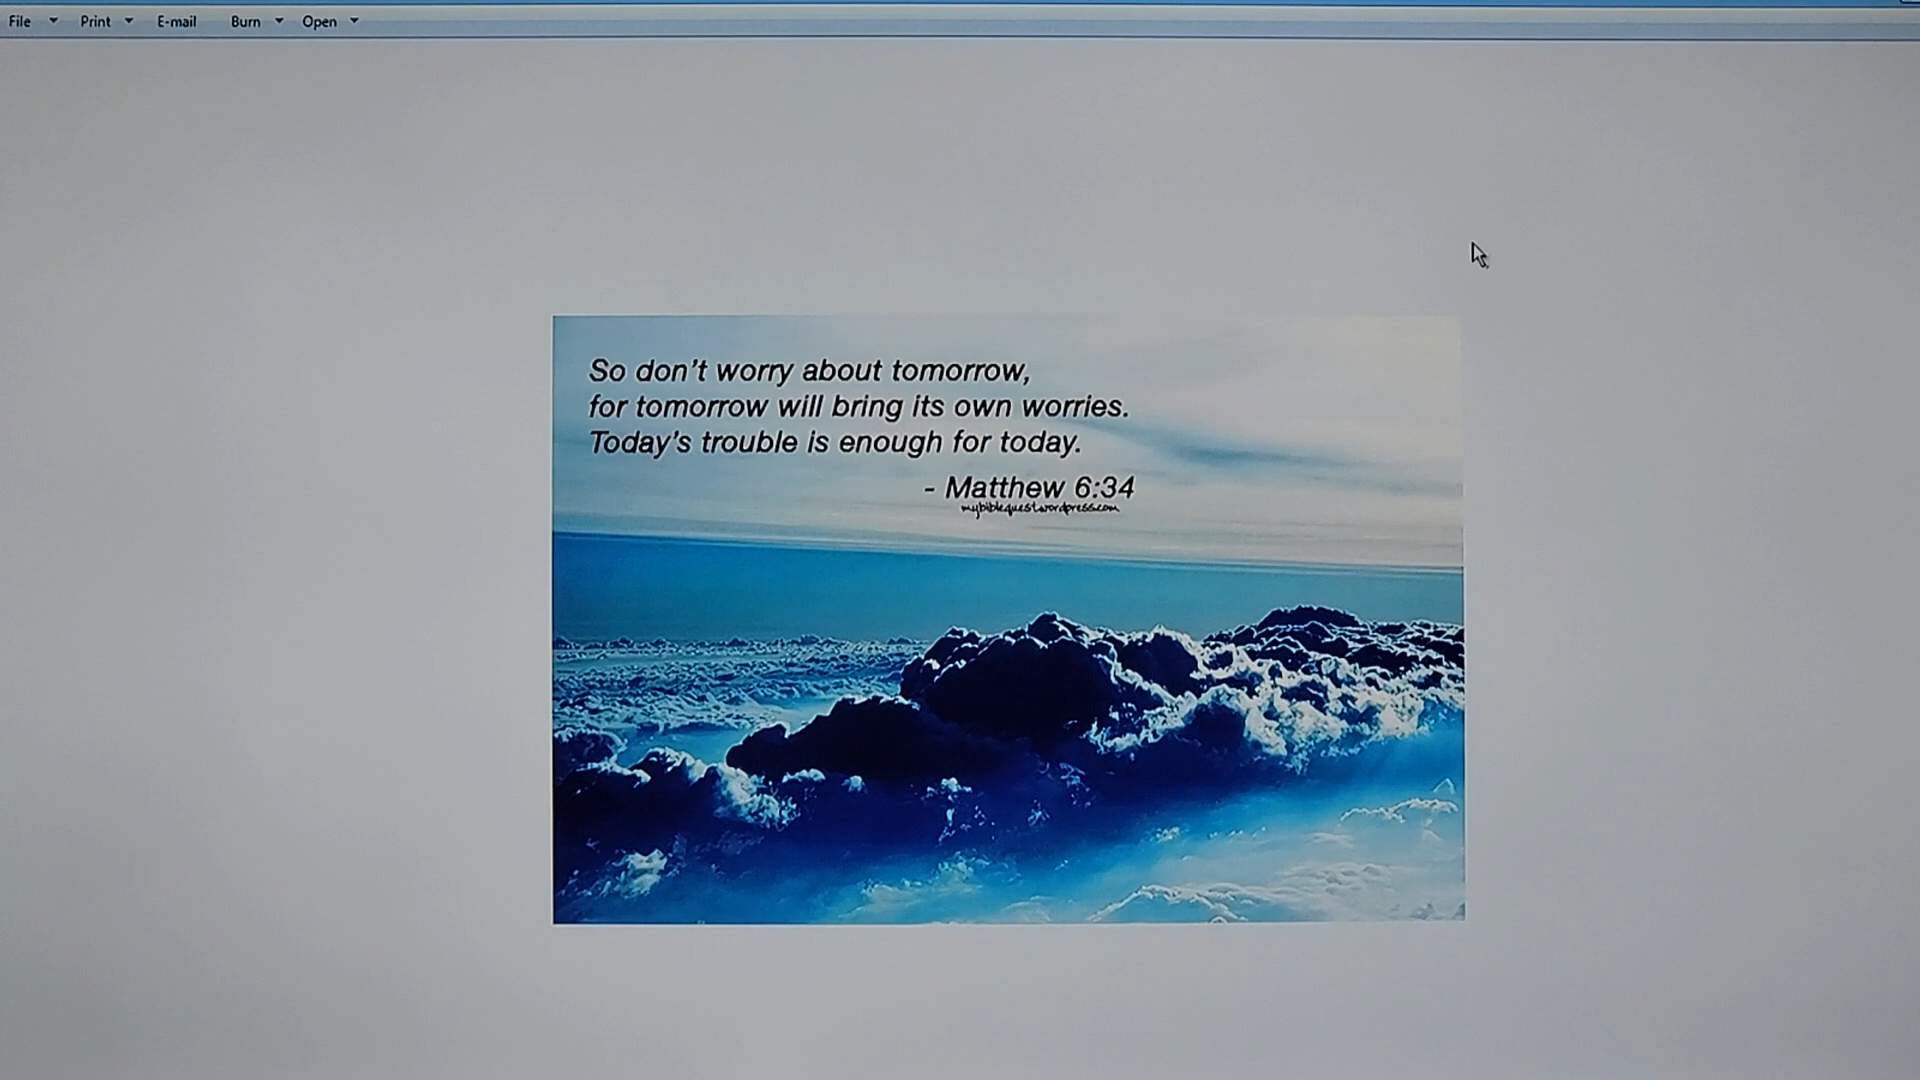 File Print E-mail Burn Open
So don't worry about tomorrow,
for tomorrow will bring its own worries.
Today's trouble is enough for today.
- Matthew 6:34
mybiblequest.wordpress.com